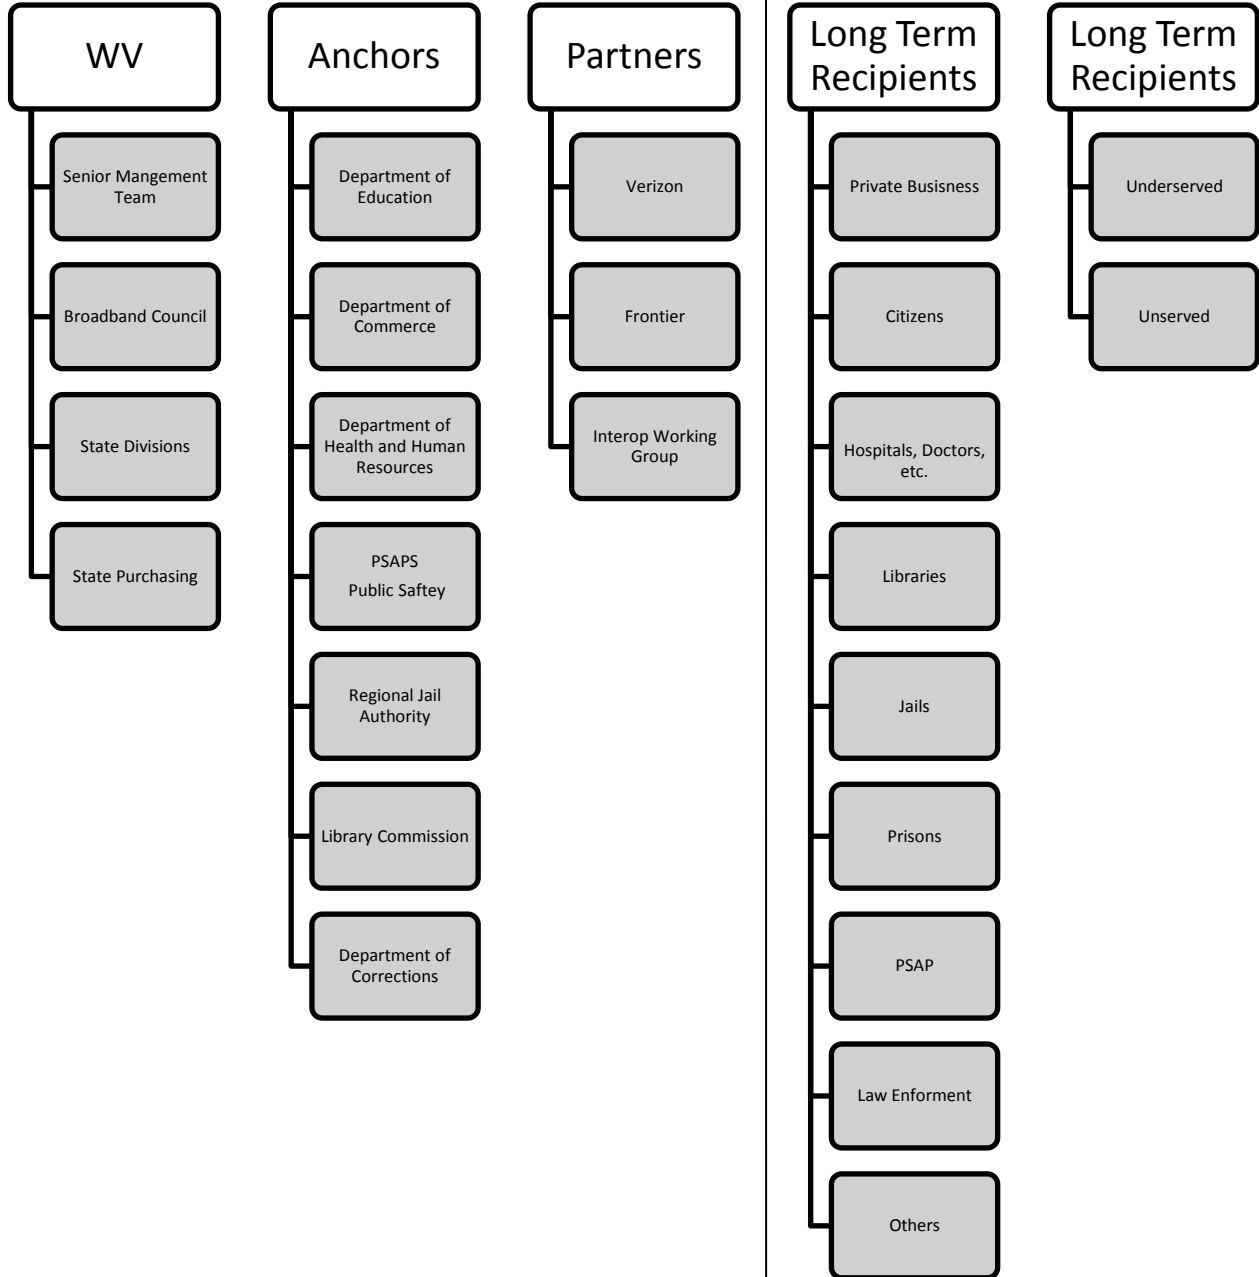 WV
Senior Mangement
Team
Broadband Council
State Divisions
State Purchasing
Anchors
Department of
Education
Department of
Commerce
Department of
Health and Human
Resources
PSAPS
Public Saftey
Regional Jail
Authority
Library Commission
Department of
Corrections
Partners
Verizon
Frontier
Interop Working
Group
Long Term
Recipients
Private Busisness
Citizens
Hospitals, Doctors,
etc.
Libraries
Jails
Prisons
PSAP
Law Enforment
Others
Long Term
Recipients
Underserved
Unserved